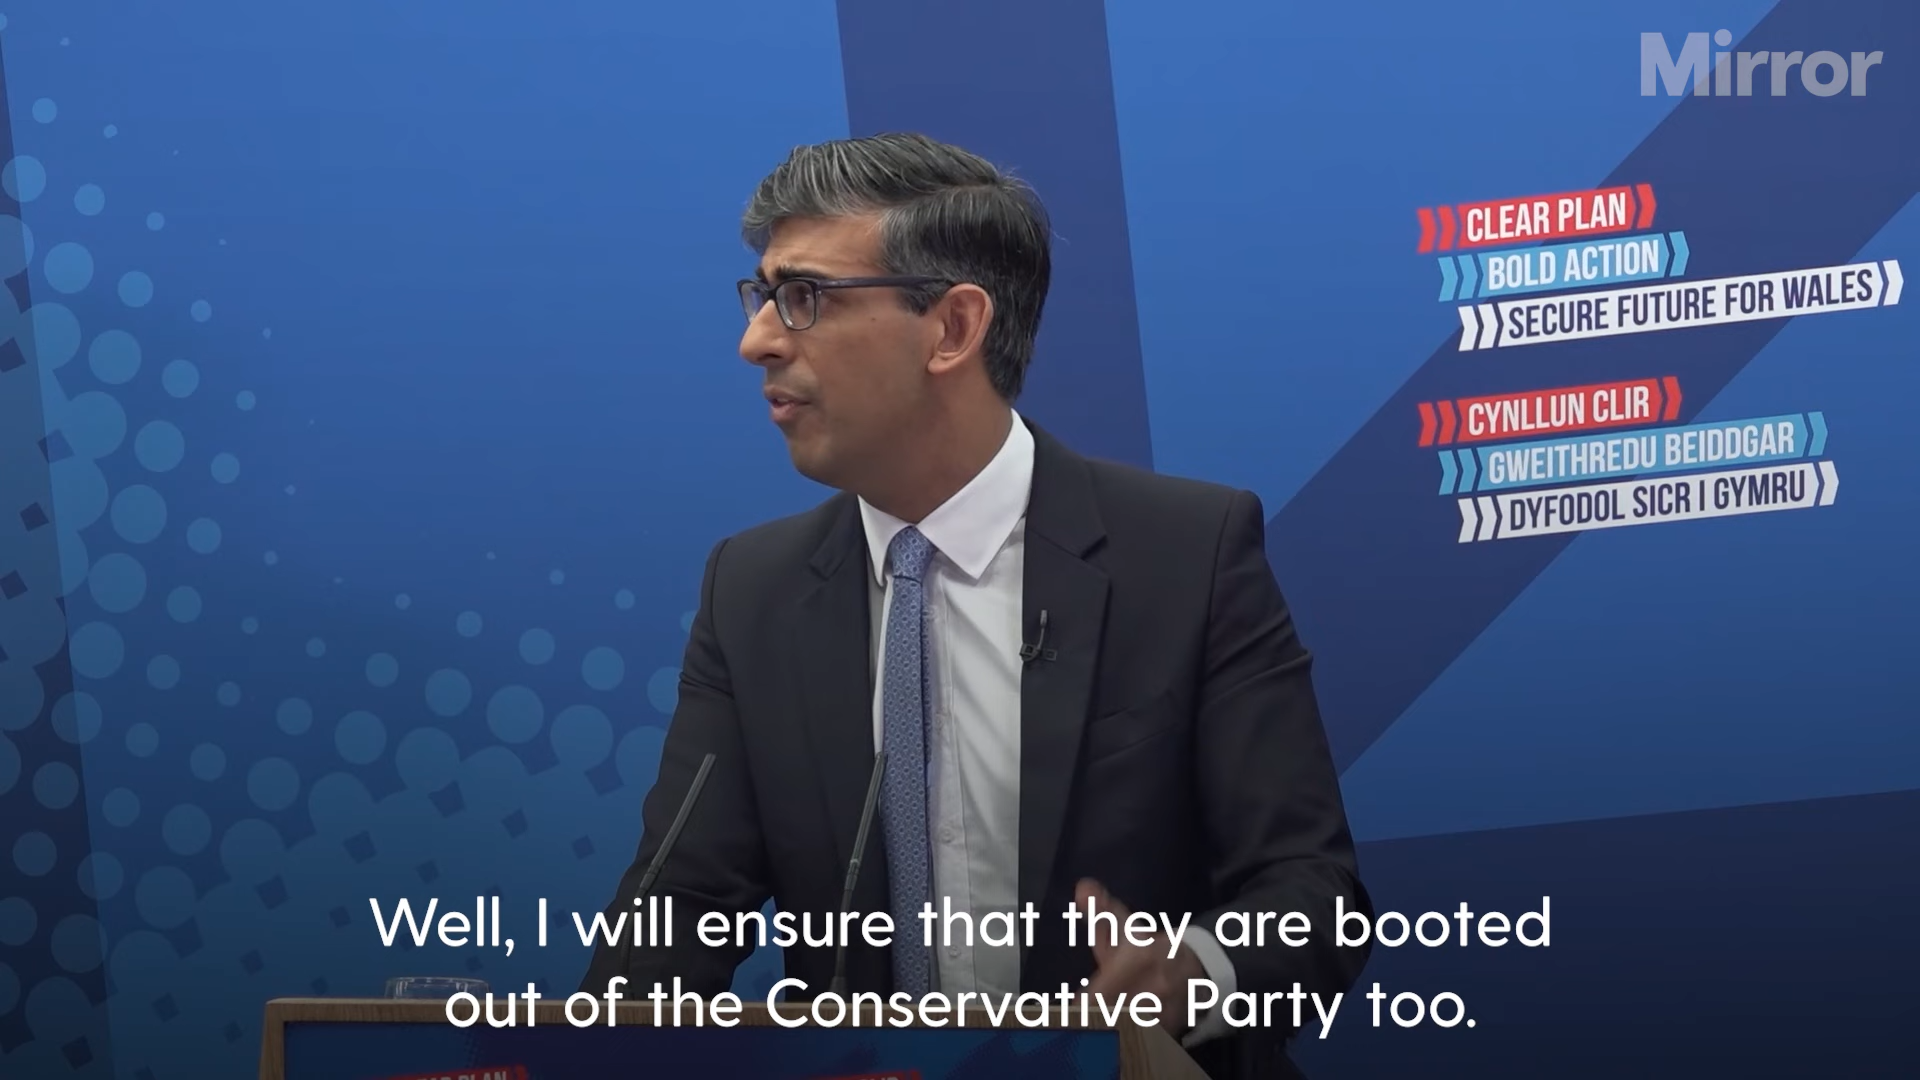 Mirror
CLEAR PLAN
BOLD ACTION
SECURE FUTURE FOR WALES
CYNLLUN CLIR
GWEITHREDU BEIDDGAR
DYFODOL SICR I GYMRU
Well, I will ensure that they are booted
out of the Conservative Party too.
PLAN